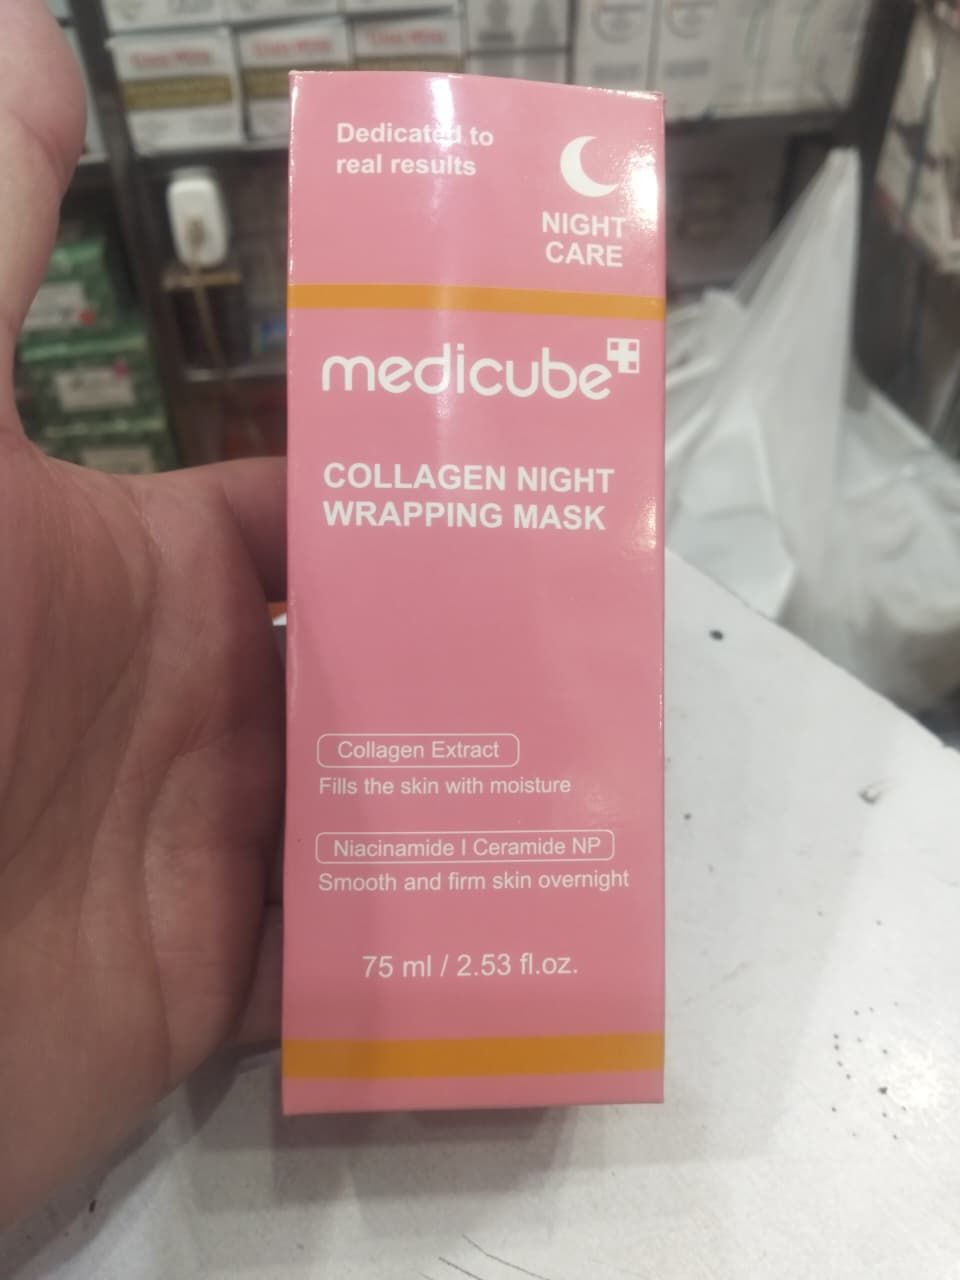 Dedicated to
real results
NIGHT
CARE
medicube
COLLAGEN NIGHT
WRAPPING MASK
Collagen Extract
Fills the skin with moisture
Niacinamide I Ceramide NP
Smooth and firm skin overnight
75 ml / 2.53 fl.oz.